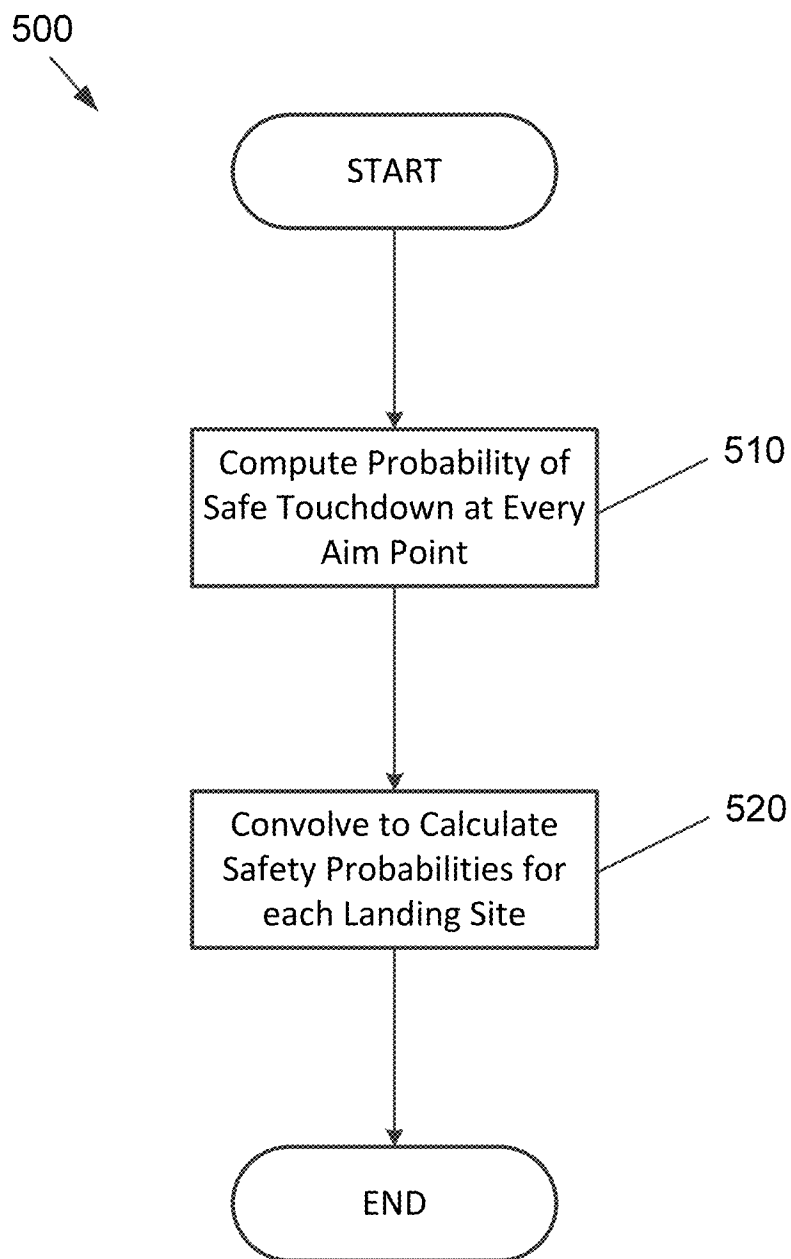 500
START
Compute Probability of
Safe Touchdown at Every
Aim Point
510
Convolve to Calculate
Safety Probabilities for
each Landing Site
520
END